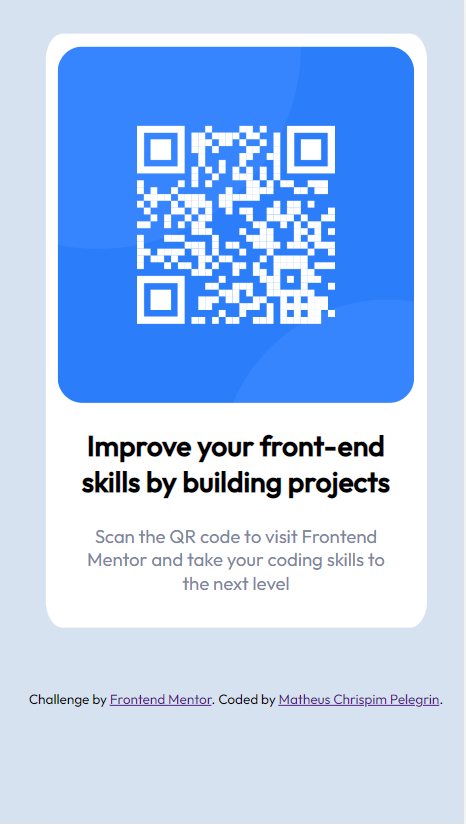 Improve your front-end
skills by building projects
Scan the QR code to visit Frontend
Mentor and take your coding skills to
the next level
Challenge by Frontend Mentor. Coded by Matheus Chrispim Pelegrin.